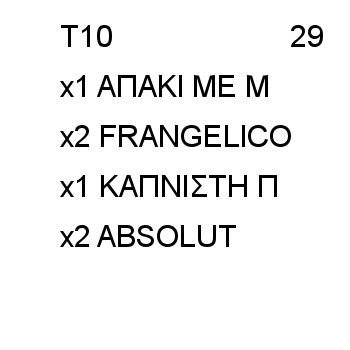 T10 29
x1 ΑΠΑΚΙ ΜΕ Μ
x2 FRANGELICO
x1 ΚΑΠΝΙΣΤΗ Π
x2 ABSOLUT